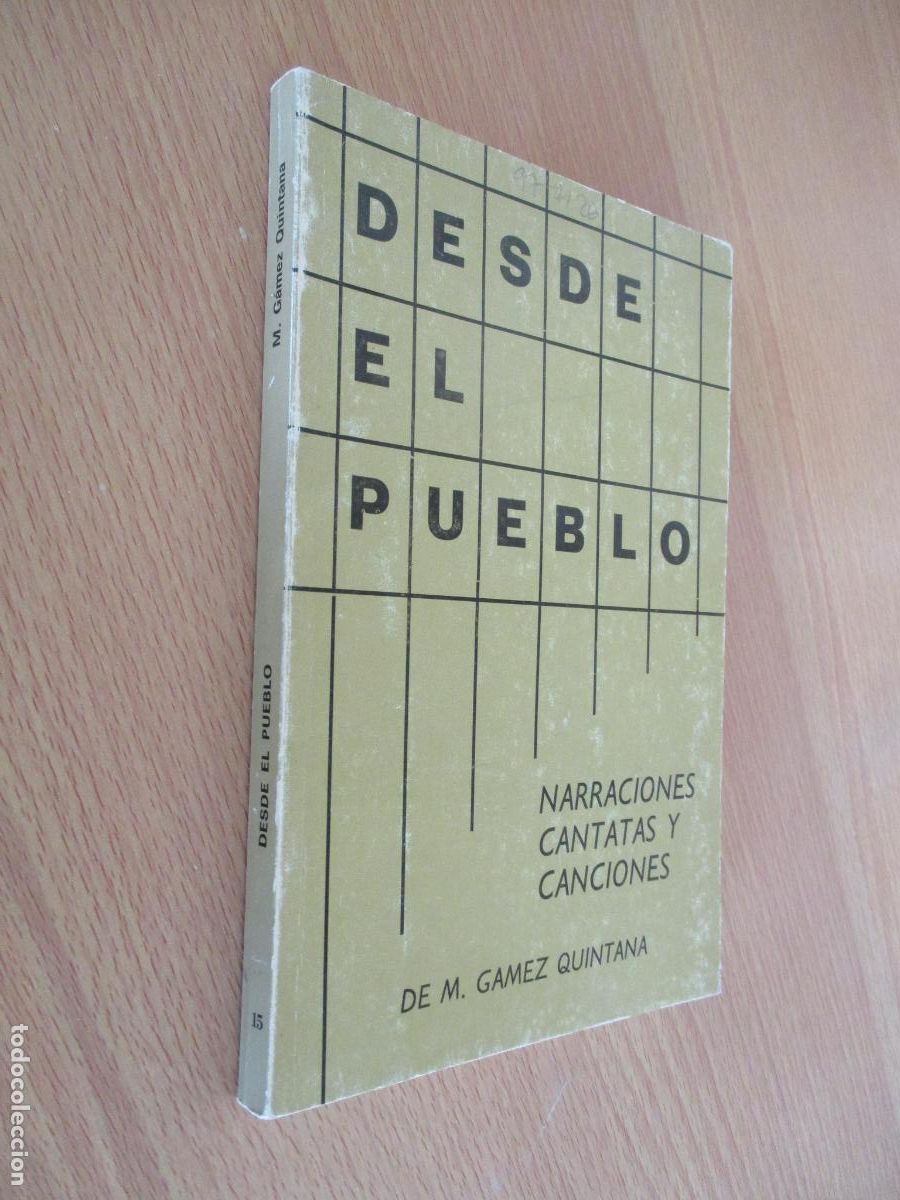 M. Gámez Quintana
DESDE EL PUEBLO
15
DESDE
EL
PUEBLO
NARRACIONES
CANTATAS Y
CANCIONES
DE M. GAMEZ QUINTANA
todocoleccion